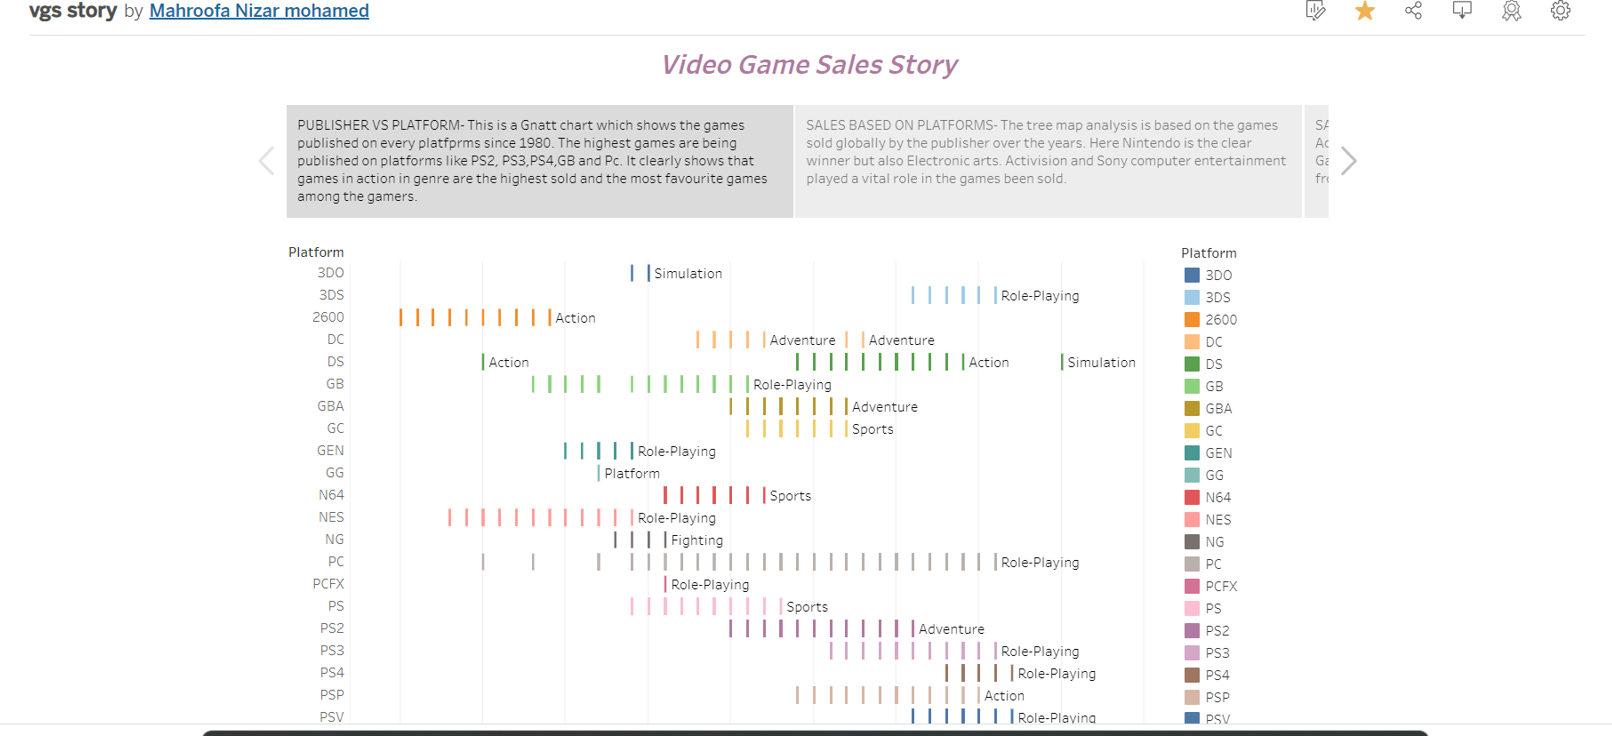 vgs story by Mahroofa Nizar mohamed
Video Game Sales Story
PUBLISHER VS PLATFORM- This is a Gnatt chart which shows the games
published on every platfprms since 1980. The highest games are being
published on platforms like PS2, PS3,PS4,GB and Pc. It clearly shows that
games in action in genre are the highest sold and the most favourite games
among the gamers.
SALES BASED ON PLATFORMS- The tree map analysis is based on the games
sold globally by the publisher over the years. Here Nintendo is the clear
winner but also Electronic arts. Activision and Sony computer entertainment
played a vital role in the games been sold.
Platform
3DO Simulation
3DS Role-Playing
2600 Action
DC Adventure Adventure
DS Action Action Simulation
GB Role-Playing
GBA Adventure
GC Sports
GEN Role-Playing
GG Platform
N64 Sports
NES Role-Playing
NG Fighting
PC Role-Playing
PCFX Role-Playing
PS Sports
PS2 Adventure
PS3 Role-Playing
PS4 Role-Playing
PSP Action
PSV Role-Playing
Platform
3DO
3DS
2600
DC
DS
GB
GBA
GC
GEN
GG
N64
NES
NG
PC
PCFX
PS
PS2
PS3
PS4
PSP
PSV